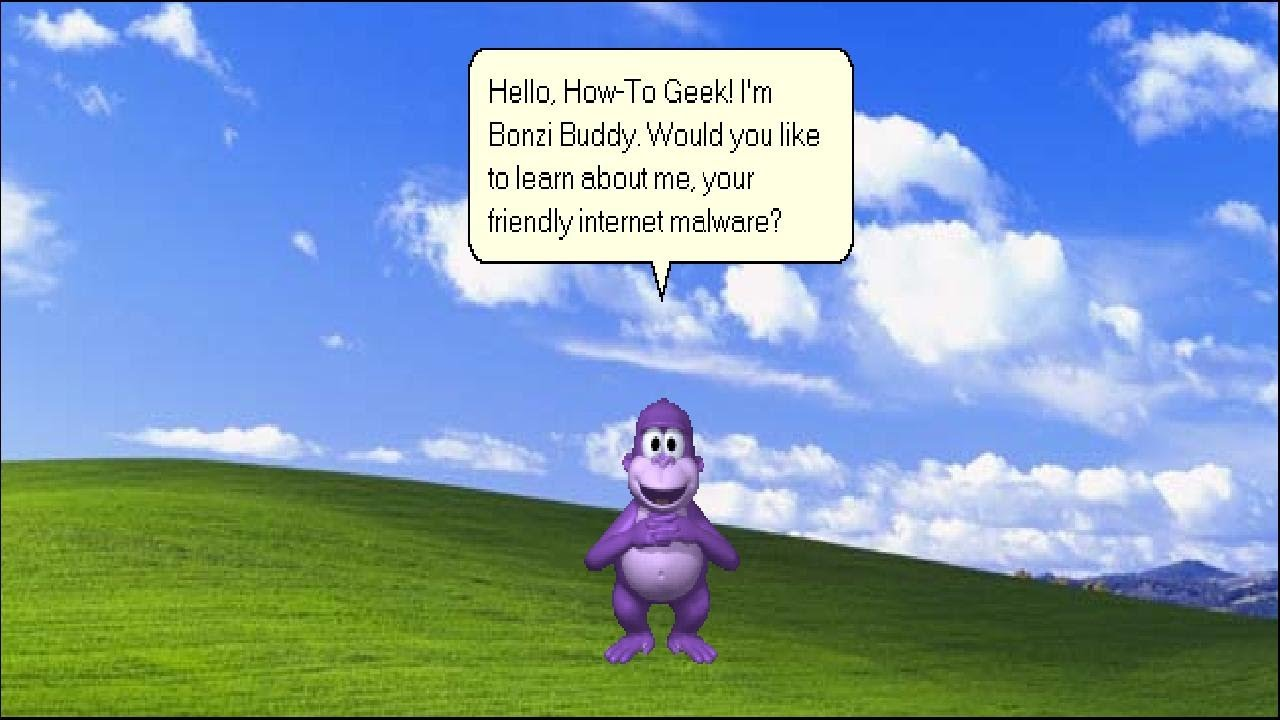 Hello, How-To Geek! I'm
Bonzi Buddy. Would you like
to learn about me, your
friendly internet malware?